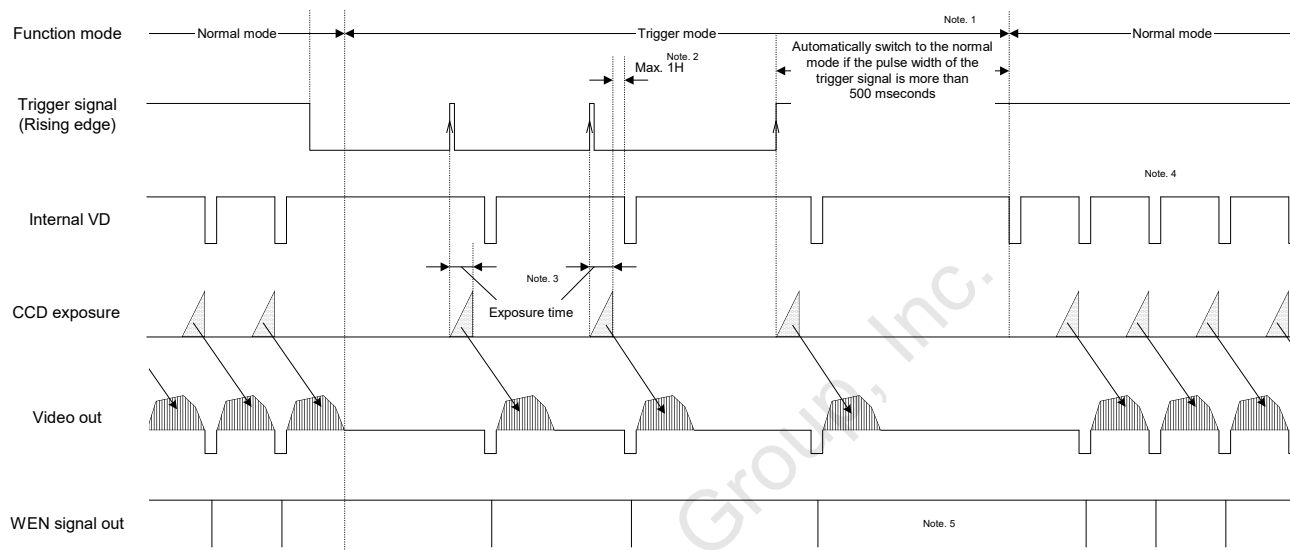 Function mode
Normal mode
Trigger mode
Note. 1
Normal mode
Note. 2
Max. 1H
Automatically switch to the normal
mode if the pulse width of the
trigger signal is more than
500 mseconds
Trigger signal
(Rising edge)
Note. 4
Internal VD
Note. 3
CCD exposure
Exposure time
Video out
Group, Inc.
WEN signal out
Note. 5